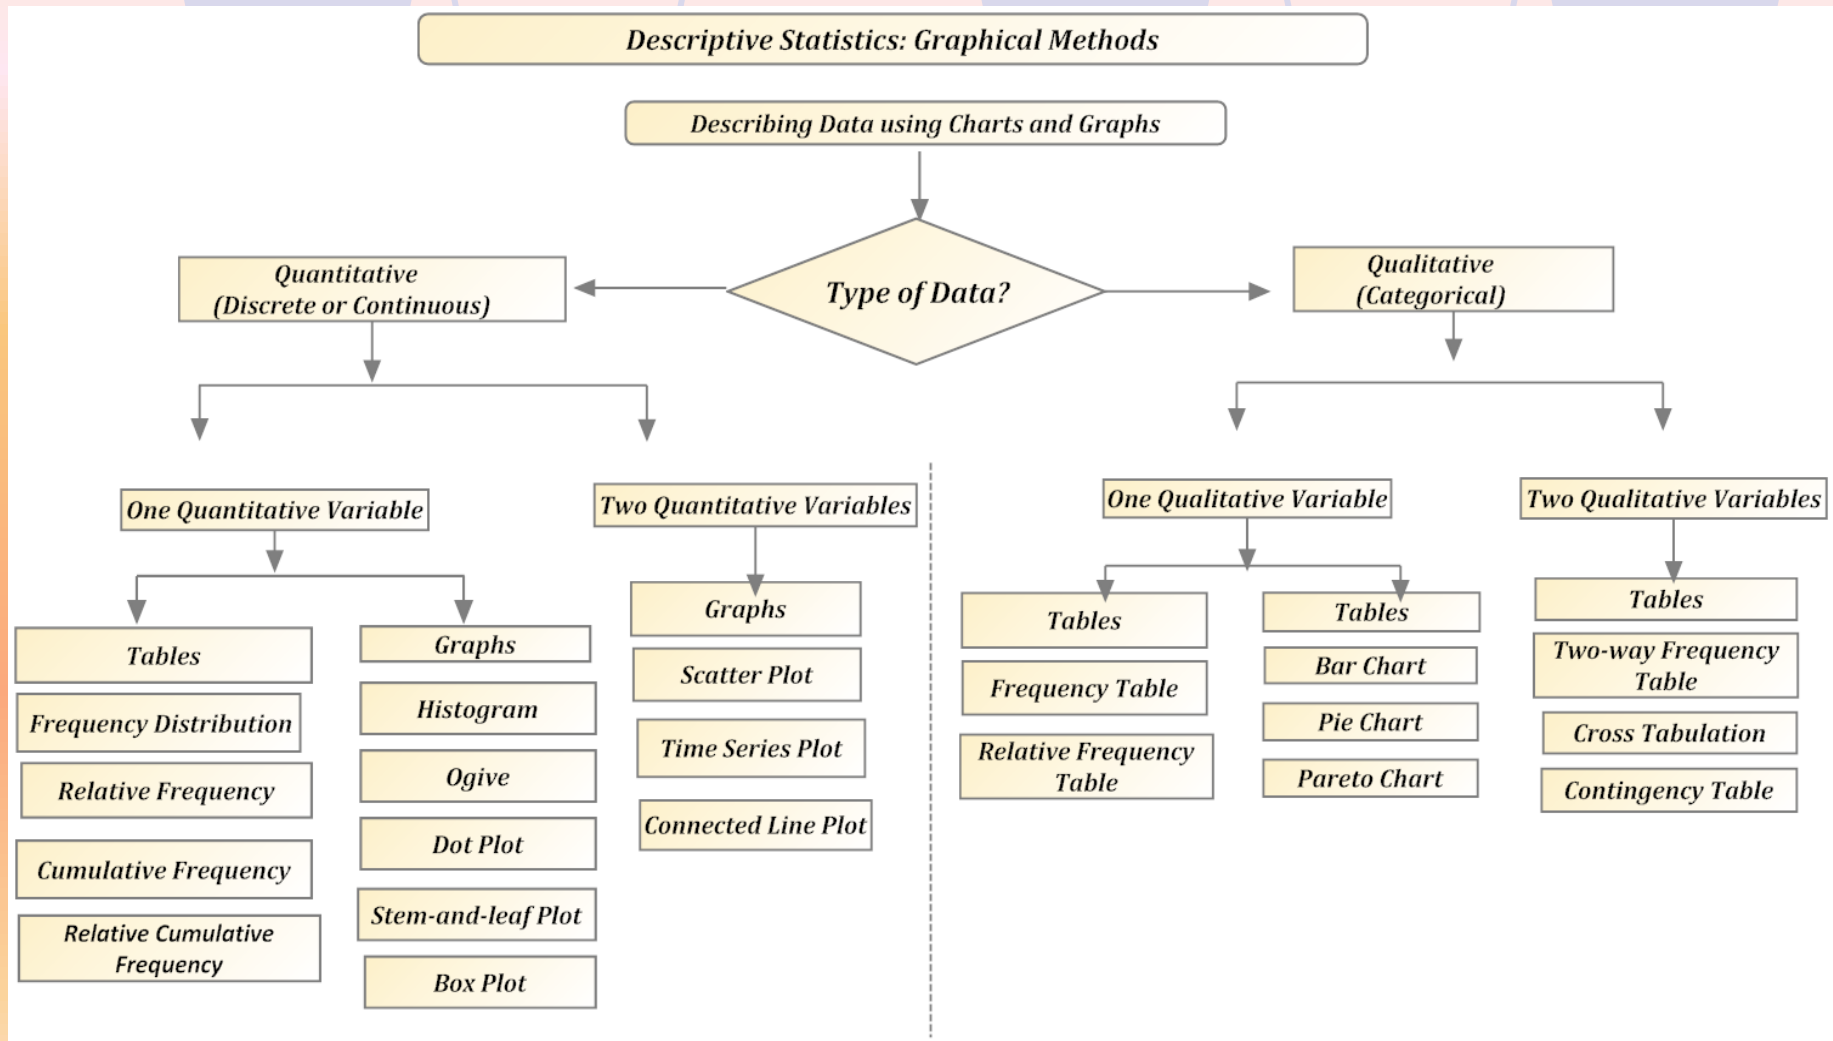 Descriptive Statistics: Graphical Methods
Describing Data using Charts and Graphs
Type of Data?
Quantitative
(Discrete or Continuous)
Qualitative
(Categorical)
One Quantitative Variable
Two Quantitative Variables
One Qualitative Variable
Two Qualitative Variables
Tables
Frequency Distribution
Relative Frequency
Cumulative Frequency
Relative Cumulative
Frequency
Graphs
Histogram
Ogive
Dot Plot
Stem-and-leaf Plot
Box Plot
Graphs
Scatter Plot
Time Series Plot
Connected Line Plot
Tables
Frequency Table
Relative Frequency
Table
Tables
Bar Chart
Pie Chart
Pareto Chart
Tables
Two-way Frequency
Table
Cross Tabulation
Contingency Table